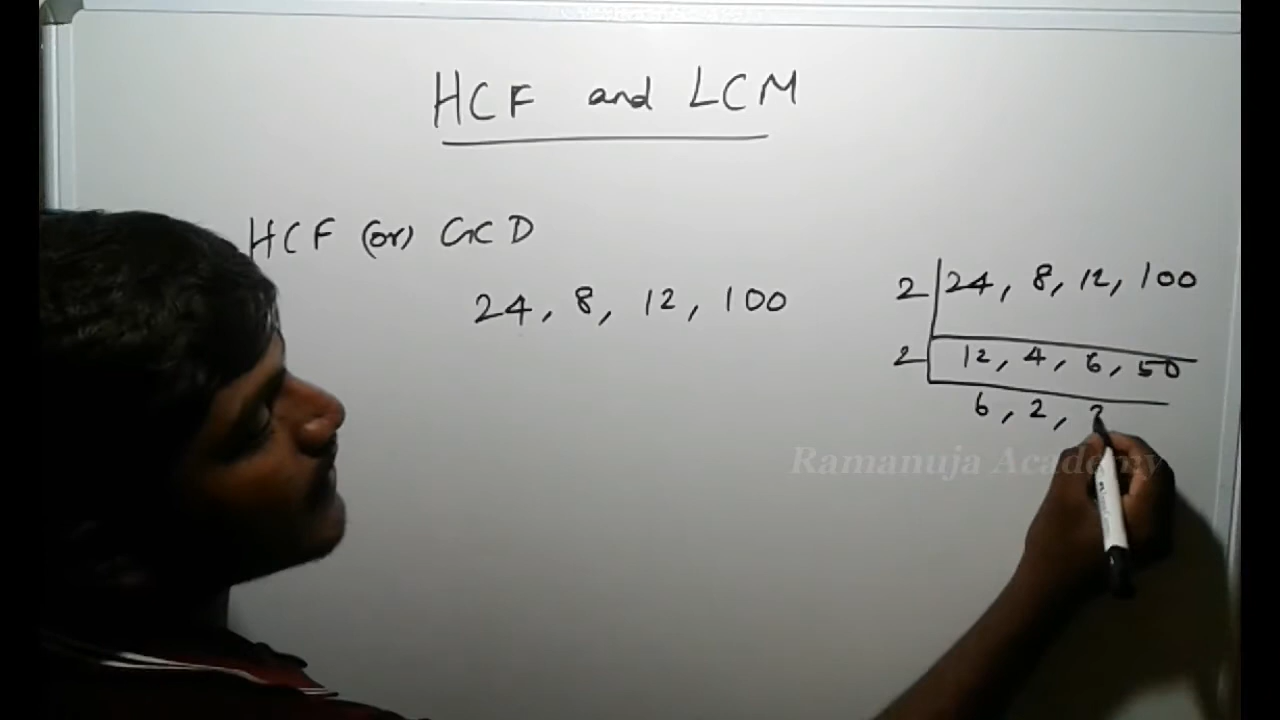 HCF and LCM
HCF (or) GCD
24, 8, 12, 100
2 24, 8, 12, 100
2 12, 4, 6, 50
6, 2, 3
Ramanuja Academy